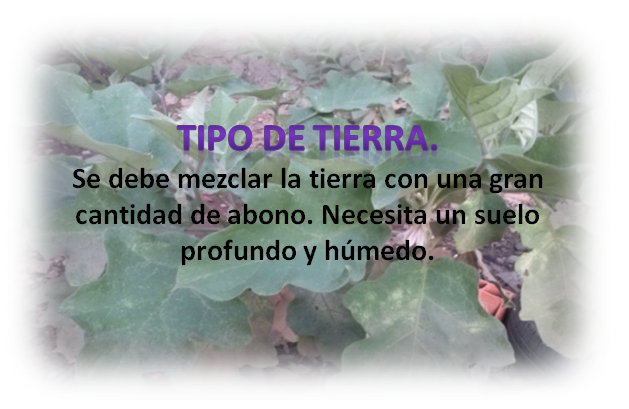 TIPO DE TIERRA.
Se debe mezclar la tierra con una gran
cantidad de abono. Necesita un suelo
profundo y húmedo.